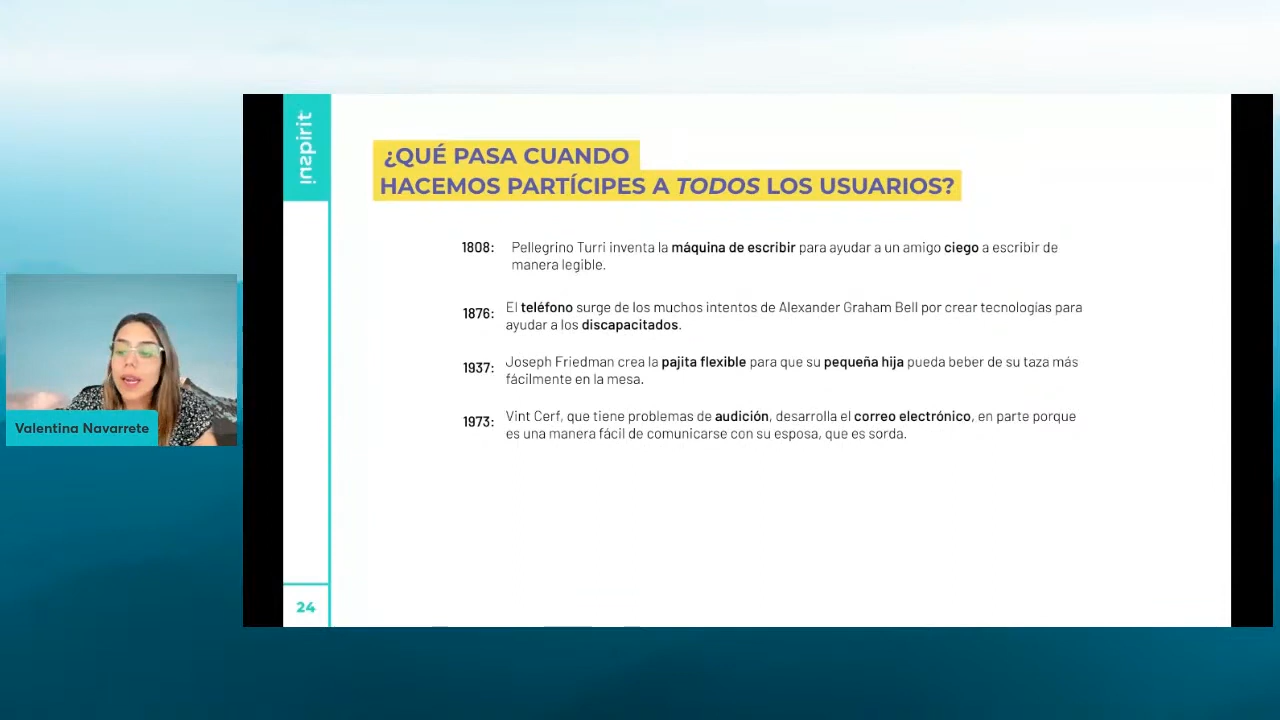 inspirit
¿QUÉ PASA CUANDO
HACEMOS PARTÍCIPES A TODOS LOS USUARIOS?
1808: Pellegrino Turri inventa la máquina de escribir para ayudar a un amigo ciego a escribir de
manera legible.
1876: El teléfono surge de los muchos intentos de Alexander Graham Bell por crear tecnologías para
ayudar a los discapacitados.
1937: Joseph Friedman crea la pajita flexible para que su pequeña hija pueda beber de su taza más
fácilmente en la mesa.
1973: Vint Cerf, que tiene problemas de audición, desarrolla el correo electrónico, en parte porque
es una manera fácil de comunicarse con su esposa, que es sorda.
Valentina Navarrete
24